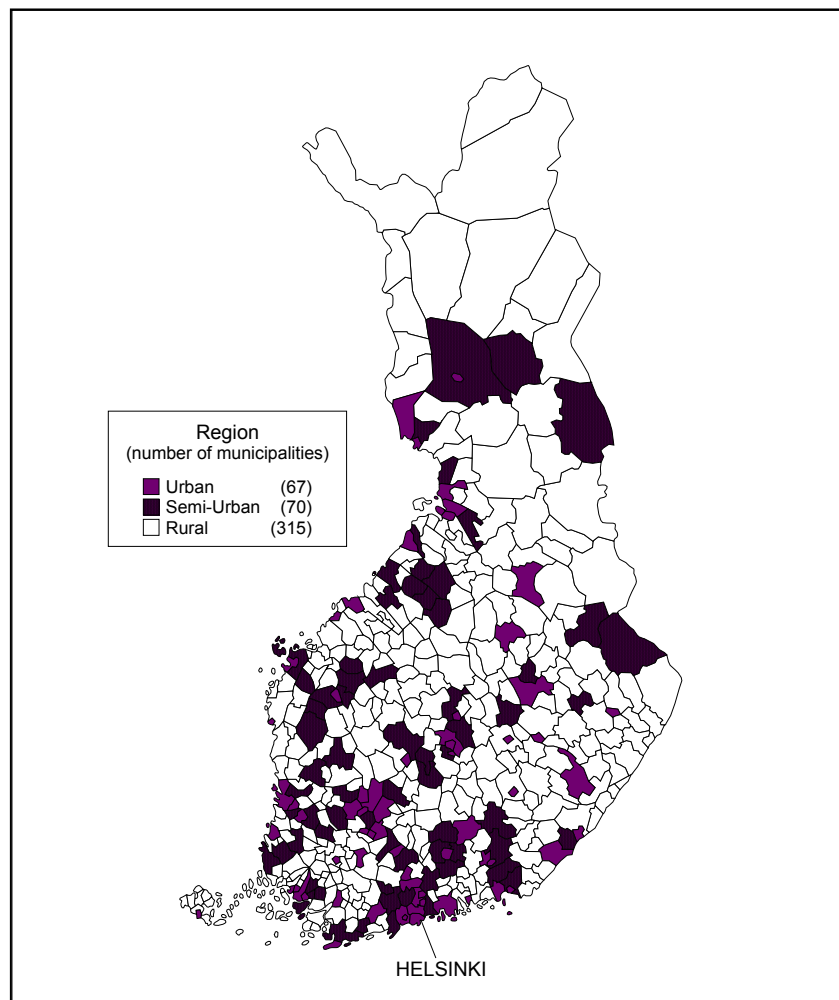 Region
(number of municipalities)
Urban (67)
Semi-Urban (70)
Rural (315)
HELSINKI